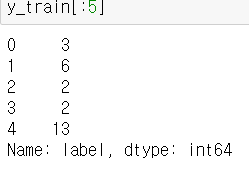 y_train[:5]
0     3
1     6
2     2
3     2
4    13
Name: label, dtype: int64